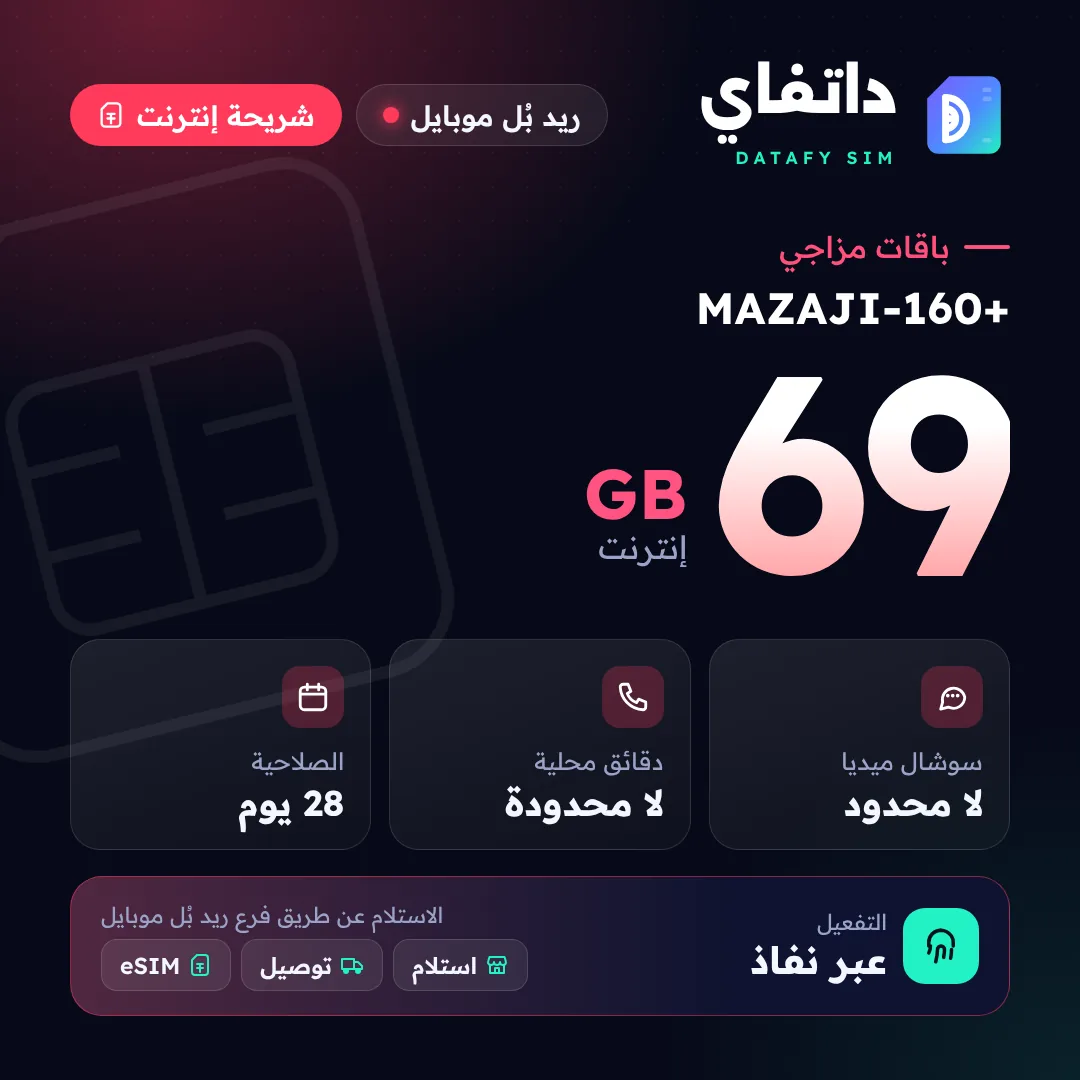 داتفاي
DATAFY SIM
ريد بُل موبايل
شريحة إنترنت
باقات مزاجي
MAZAJI-160+
69 GB
إنترنت
سوشال ميديا
لا محدود
دقائق محلية
لا محدودة
الصلاحية
28 يوم
التفعيل
عبر نفاذ
الاستلام عن طريق فرع ريد بُل موبايل
استلام
توصيل
eSIM